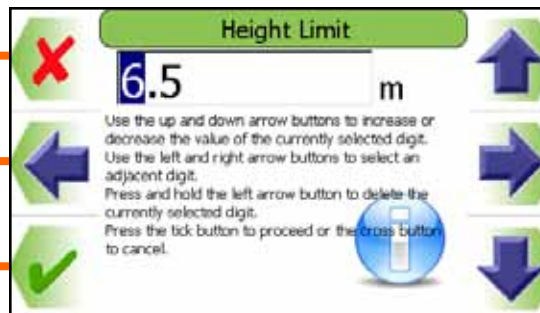 Height Limit
6.5 m
Use the up and down arrow buttons to increase or
decrease the value of the currently selected digit.
Use the left and right arrow buttons to select an
adjacent digit.
Press and hold the left arrow button to delete the
currently selected digit.
Press the tick button to proceed or the cross button
to cancel.